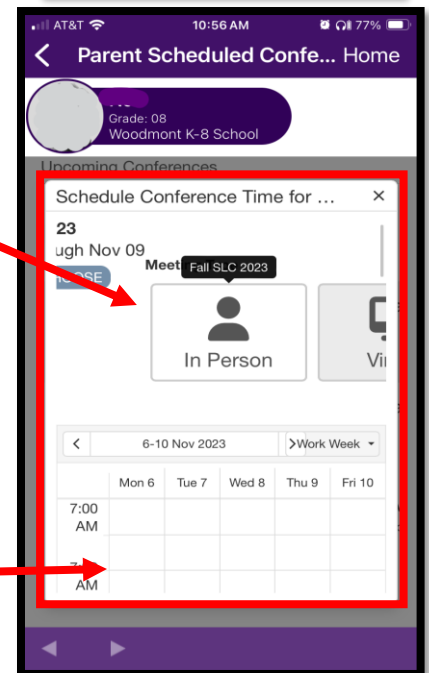 AT&T 10:56 AM 77%
Parent Scheduled Confe... Home
Grade: 08
Woodmont K-8 School
Upcoming Conferences
Schedule Conference Time for ... ×
23
ugh Nov 09
Fall SLC 2023
In Person
6-10 Nov 2023 Work Week
Mon 6 Tue 7 Wed 8 Thu 9 Fri 10
7:00
AM
AM